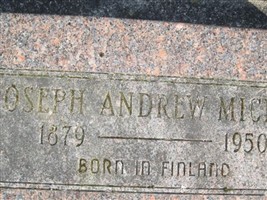 OSEPH ANDREW MIC
1879 — 1950
BORN IN FINLAND